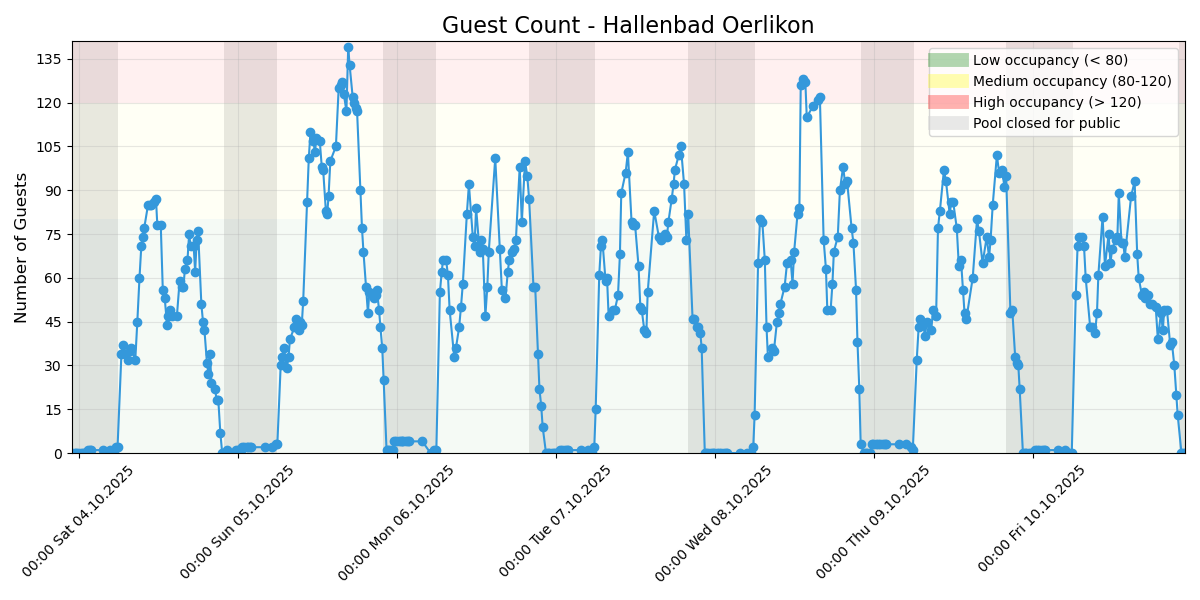 Guest Count - Hallenbad Oerlikon
Number of Guests
135
120
105
90
75
60
45
30
15
0
Low occupancy (< 80)
Medium occupancy (80-120)
High occupancy (> 120)
Pool closed for public
00:00 Sat 04.10.2025
00:00 Sun 05.10.2025
00:00 Mon 06.10.2025
00:00 Tue 07.10.2025
00:00 Wed 08.10.2025
00:00 Thu 09.10.2025
00:00 Fri 10.10.2025